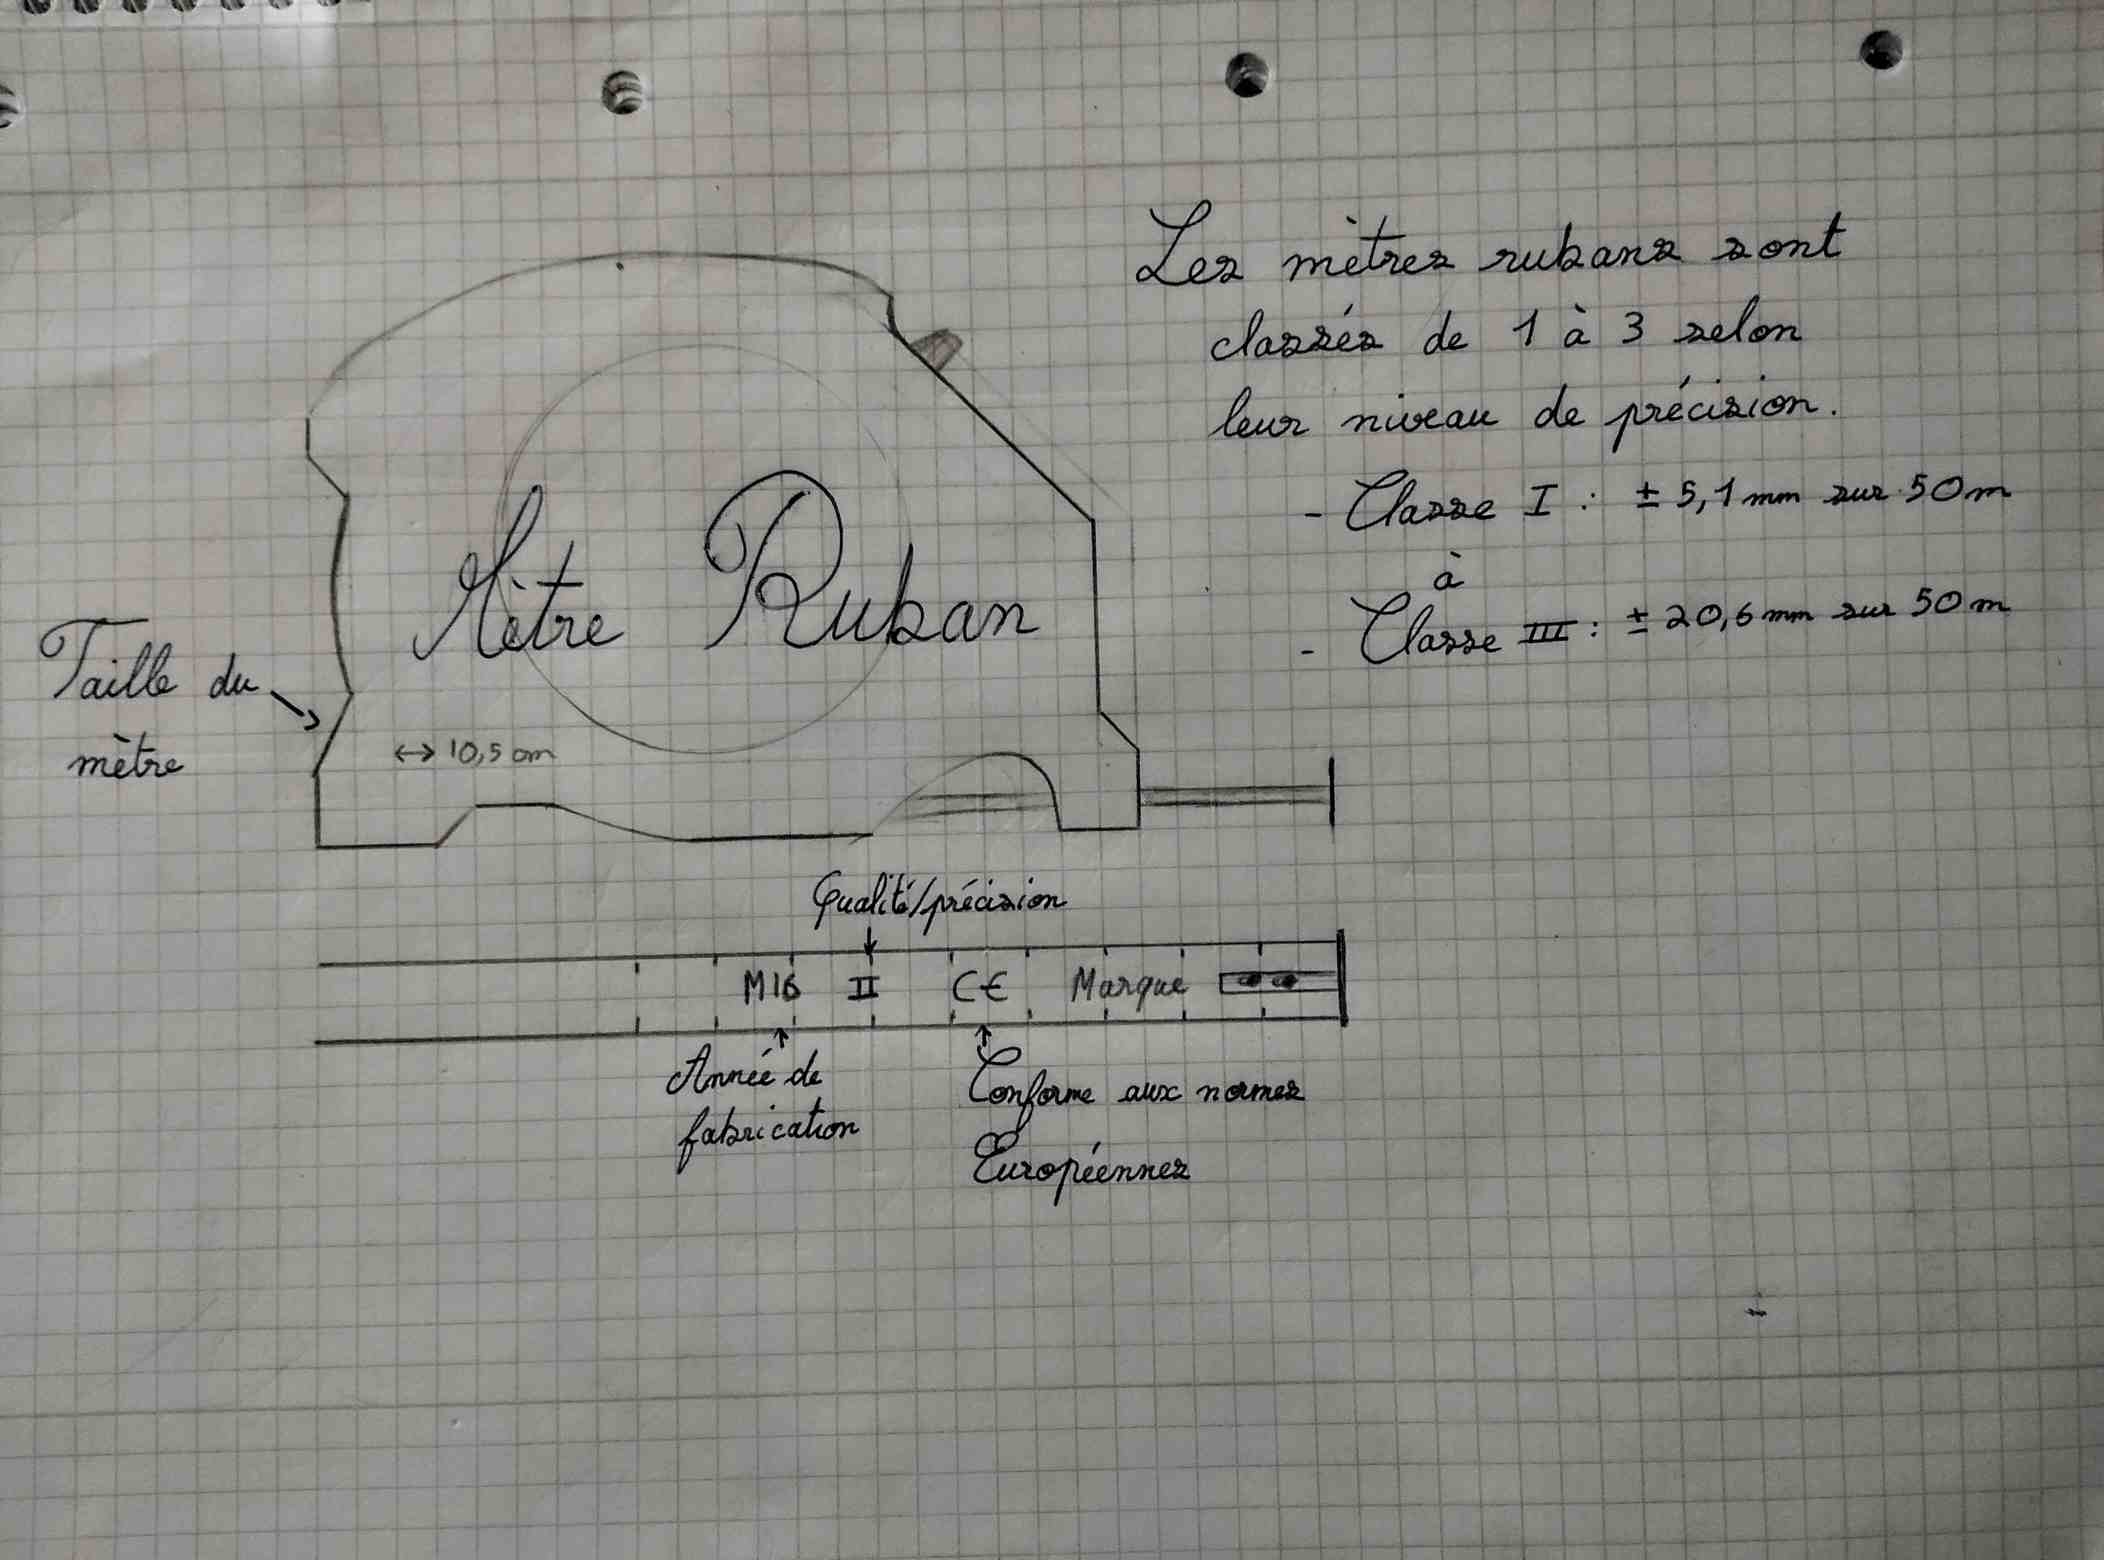 Les mètres rubans sont
classés de 1 à 3 selon
leur niveau de précision.
- Classe I : ± 5,1 mm sur 50 m
à
- Classe III : ± 20,6 mm sur 50 m
Mètre Ruban
Taille du
mètre
↔ 10,5 cm
Qualité/précision
M16 II CE Marque
Année de
fabrication
Conforme aux normes
Européennes